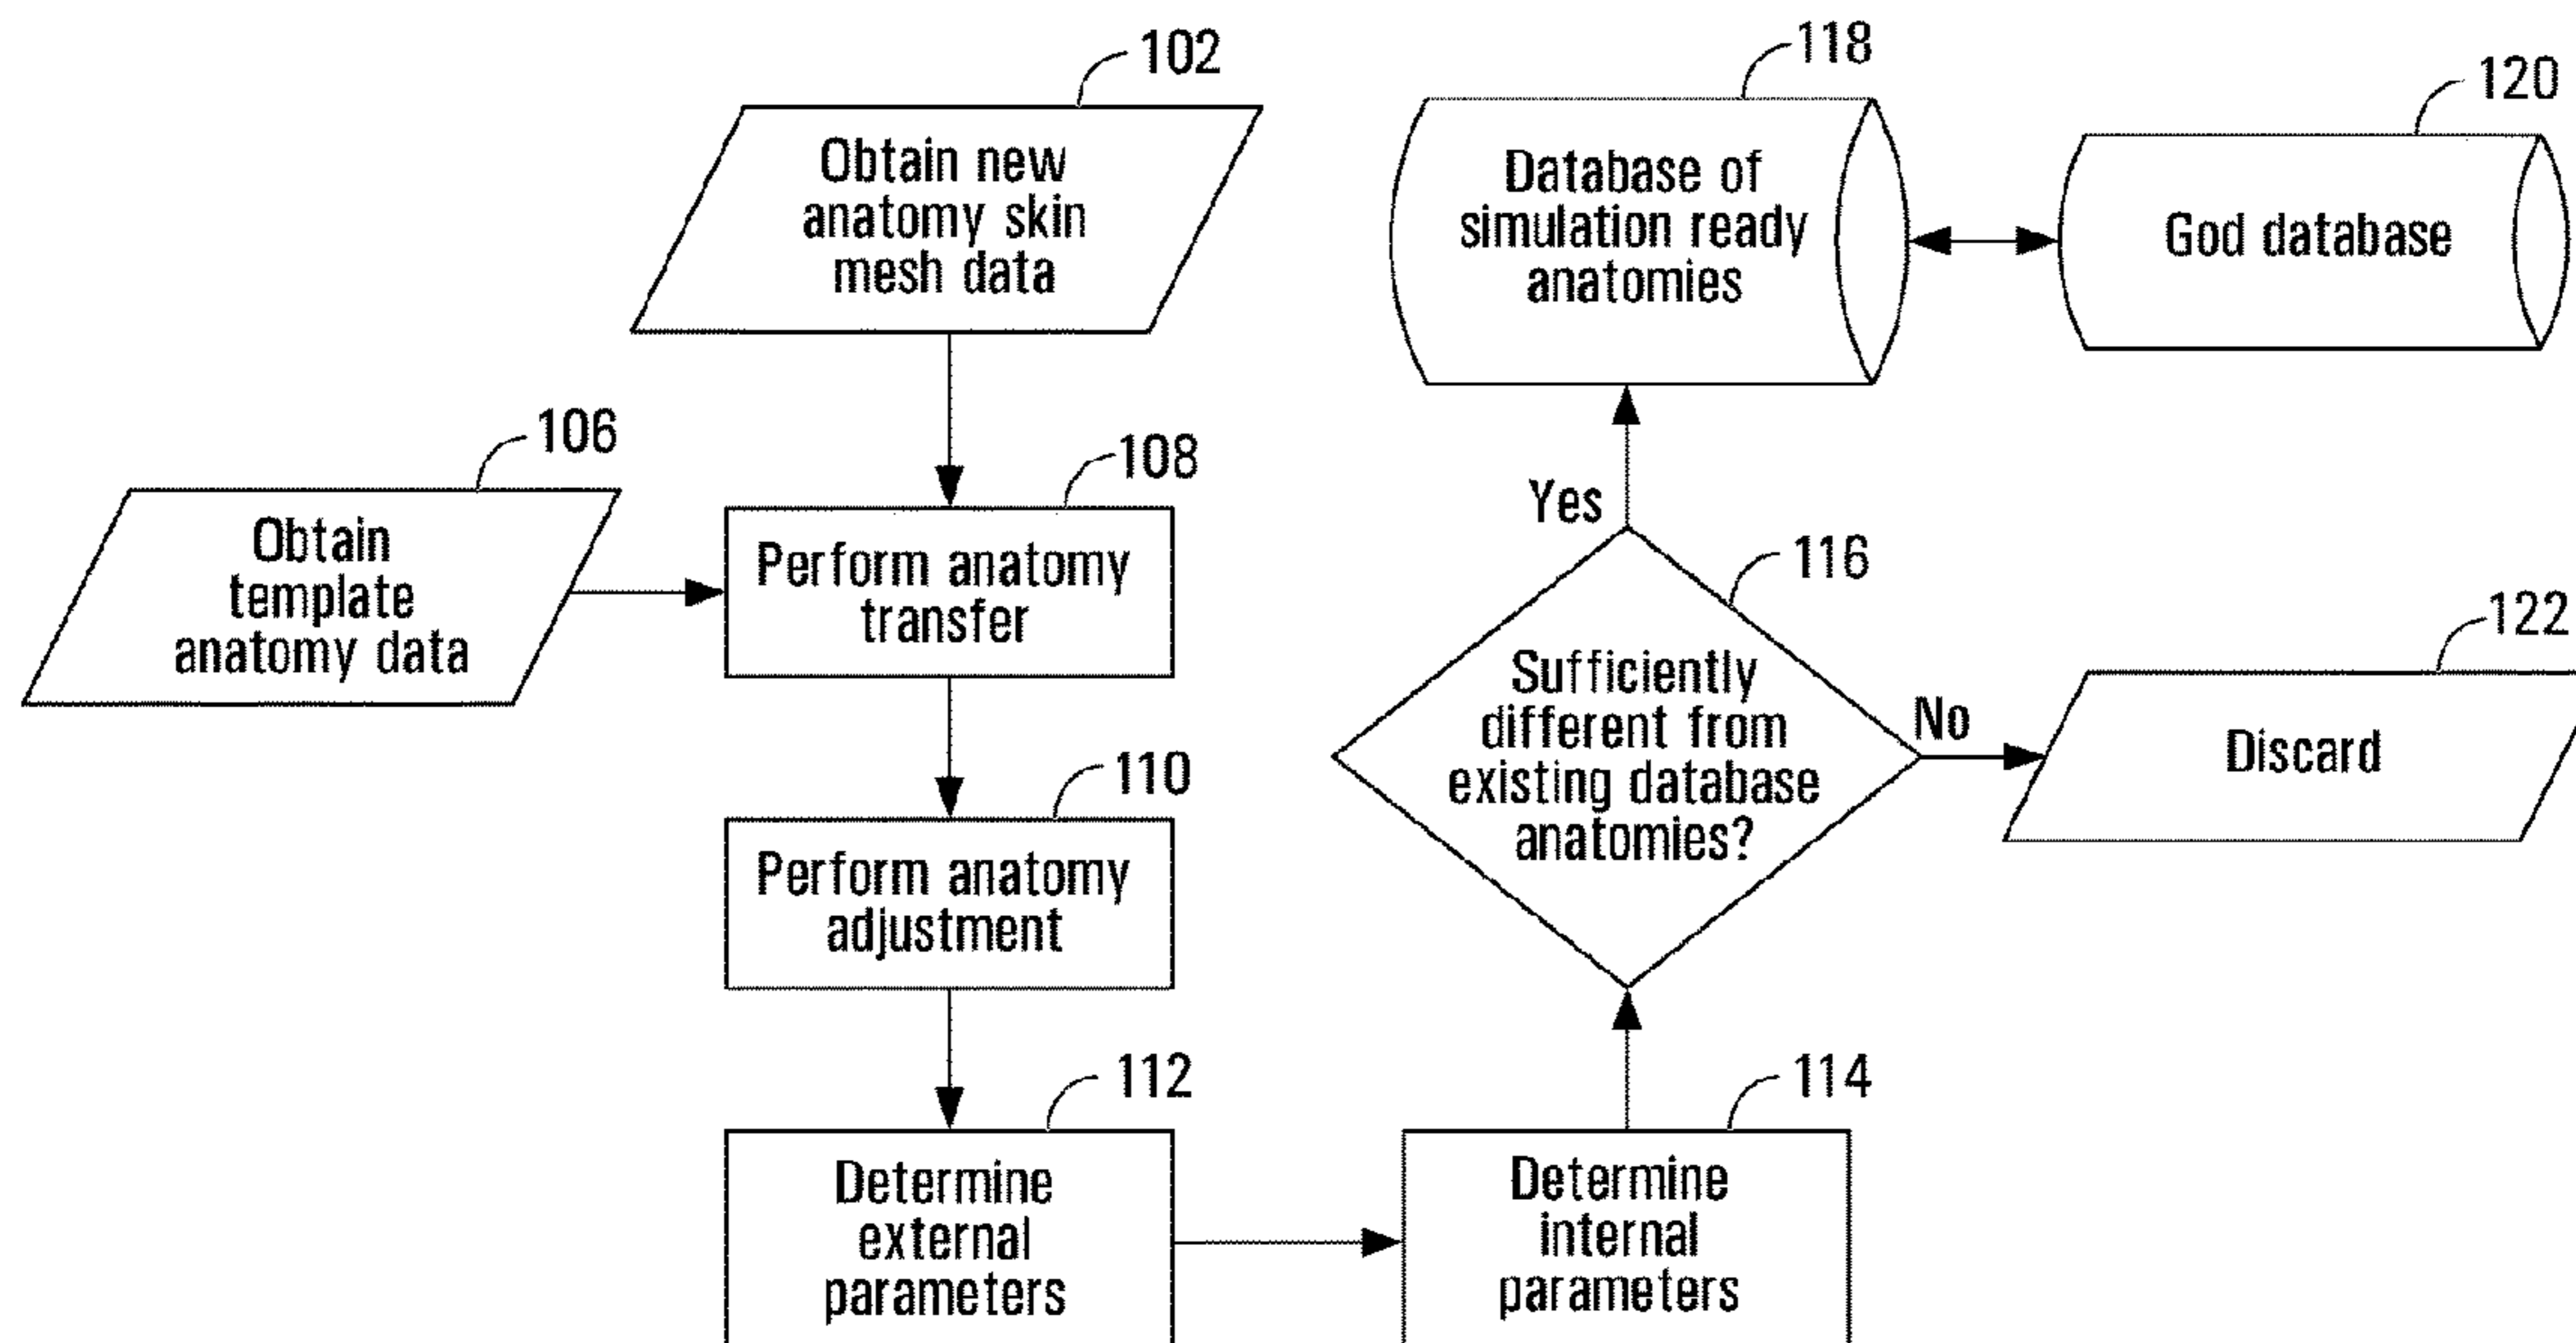 102
Obtain new
anatomy skin
mesh data
106
Obtain
template
anatomy data
108
Perform anatomy
transfer
110
Perform anatomy
adjustment
112
Determine
external
parameters
114
Determine
internal
parameters
116
Sufficiently
different from
existing database
anatomies?
Yes
No
118
Database of
simulation ready
anatomies
120
God database
122
Discard